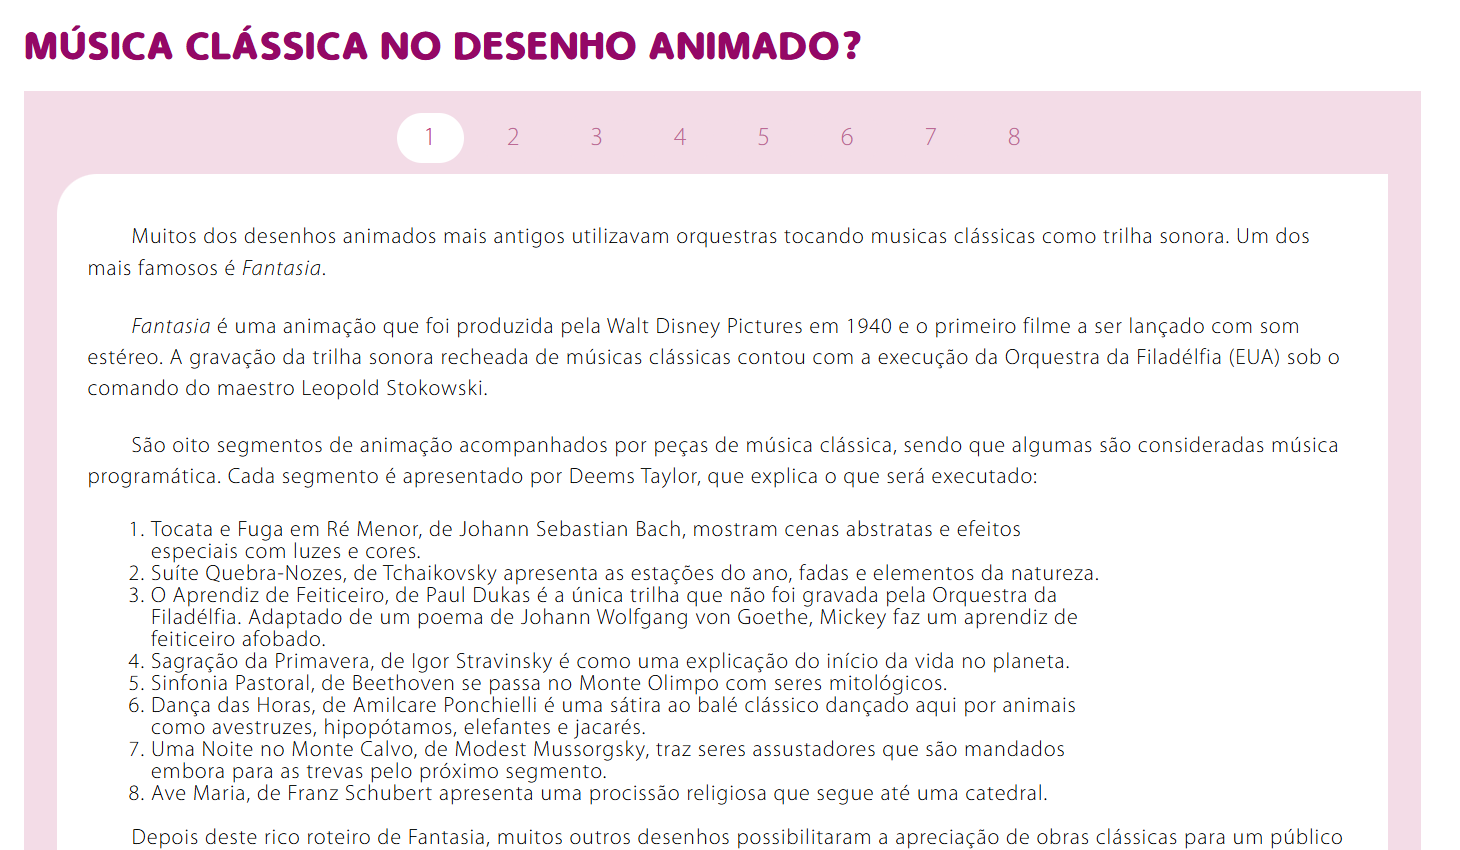 MÚSICA CLÁSSICA NO DESENHO ANIMADO?
1 2 3 4 5 6 7 8
Muitos dos desenhos animados mais antigos utilizavam orquestras tocando musicas clássicas como trilha sonora. Um dos
mais famosos é Fantasia.
Fantasia é uma animação que foi produzida pela Walt Disney Pictures em 1940 e o primeiro filme a ser lançado com som
estéreo. A gravação da trilha sonora recheada de músicas clássicas contou com a execução da Orquestra da Filadélfia (EUA) sob o
comando do maestro Leopold Stokowski.
São oito segmentos de animação acompanhados por peças de música clássica, sendo que algumas são consideradas música
programática. Cada segmento é apresentado por Deems Taylor, que explica o que será executado:
1. Tocata e Fuga em Ré Menor, de Johann Sebastian Bach, mostram cenas abstratas e efeitos
especiais com luzes e cores.
2. Suíte Quebra-Nozes, de Tchaikovsky apresenta as estações do ano, fadas e elementos da natureza.
3. O Aprendiz de Feiticeiro, de Paul Dukas é a única trilha que não foi gravada pela Orquestra da
Filadélfia. Adaptado de um poema de Johann Wolfgang von Goethe, Mickey faz um aprendiz de
feiticeiro afobado.
4. Sagração da Primavera, de Igor Stravinsky é como uma explicação do início da vida no planeta.
5. Sinfonia Pastoral, de Beethoven se passa no Monte Olimpo com seres mitológicos.
6. Dança das Horas, de Amilcare Ponchielli é uma sátira ao balé clássico dançado aqui por animais
como avestruzes, hipopótamos, elefantes e jacarés.
7. Uma Noite no Monte Calvo, de Modest Mussorgsky, traz seres assustadores que são mandados
embora para as trevas pelo próximo segmento.
8. Ave Maria, de Franz Schubert apresenta uma procissão religiosa que segue até uma catedral.
Depois deste rico roteiro de Fantasia, muitos outros desenhos possibilitaram a apreciação de obras clássicas para um público